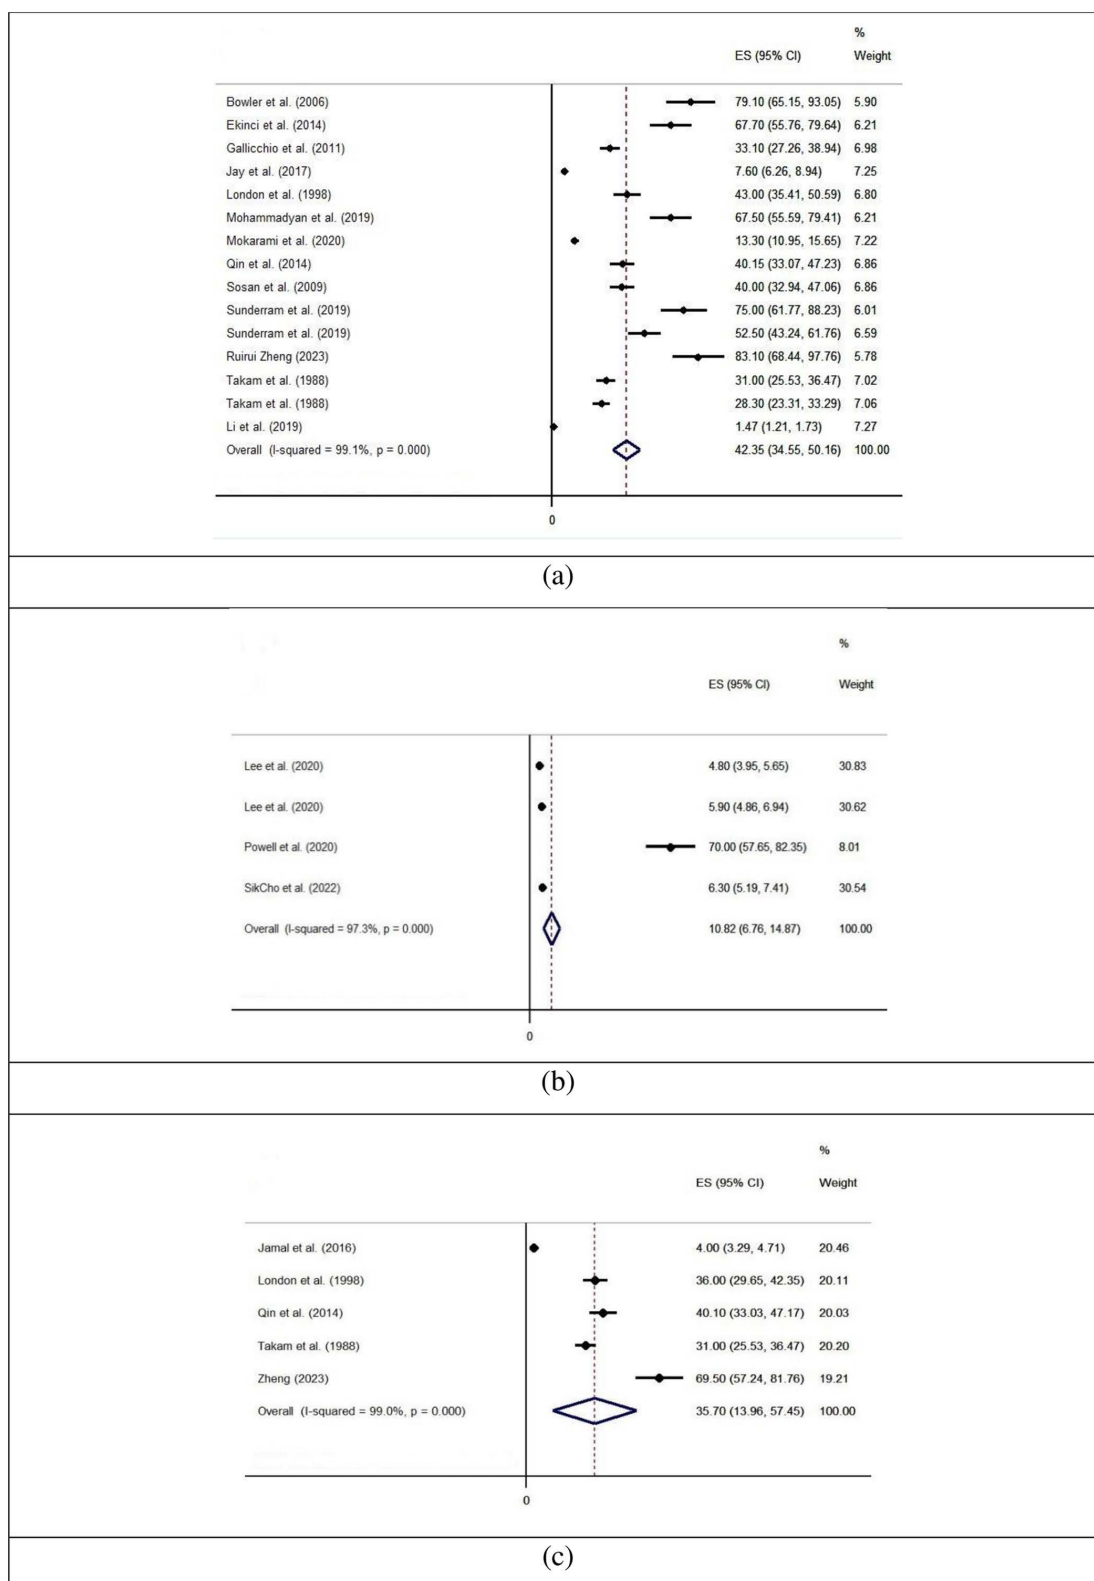 %
ES (95% CI) Weight
Bowler et al. (2006) 79.10 (65.15, 93.05) 5.90
Ekinci et al. (2014) 67.70 (55.76, 79.64) 6.21
Gallicchio et al. (2011) 33.10 (27.26, 38.94) 6.98
Jay et al. (2017) 7.60 (6.26, 8.94) 7.25
London et al. (1998) 43.00 (35.41, 50.59) 6.80
Mohammadyan et al. (2019) 67.50 (55.59, 79.41) 6.21
Mokarami et al. (2020) 13.30 (10.95, 15.65) 7.22
Qin et al. (2014) 40.15 (33.07, 47.23) 6.86
Sosan et al. (2009) 40.00 (32.94, 47.06) 6.86
Sunderram et al. (2019) 75.00 (61.77, 88.23) 6.01
Sunderram et al. (2019) 52.50 (43.24, 61.76) 6.59
Ruirui Zheng (2023) 83.10 (68.44, 97.76) 5.78
Takam et al. (1988) 31.00 (25.53, 36.47) 7.02
Takam et al. (1988) 28.30 (23.31, 33.29) 7.06
Li et al. (2019) 1.47 (1.21, 1.73) 7.27
Overall (I-squared = 99.1%, p = 0.000) 42.35 (34.55, 50.16) 100.00
0
(a)
%
ES (95% CI) Weight
Lee et al. (2020) 4.80 (3.95, 5.65) 30.83
Lee et al. (2020) 5.90 (4.86, 6.94) 30.62
Powell et al. (2020) 70.00 (57.65, 82.35) 8.01
SikCho et al. (2022) 6.30 (5.19, 7.41) 30.54
Overall (I-squared = 97.3%, p = 0.000) 10.82 (6.76, 14.87) 100.00
0
(b)
%
ES (95% CI) Weight
Jamal et al. (2016) 4.00 (3.29, 4.71) 20.46
London et al. (1998) 36.00 (29.65, 42.35) 20.11
Qin et al. (2014) 40.10 (33.03, 47.17) 20.03
Takam et al. (1988) 31.00 (25.53, 36.47) 20.20
Zheng (2023) 69.50 (57.24, 81.76) 19.21
Overall (I-squared = 99.0%, p = 0.000) 35.70 (13.96, 57.45) 100.00
0
(c)